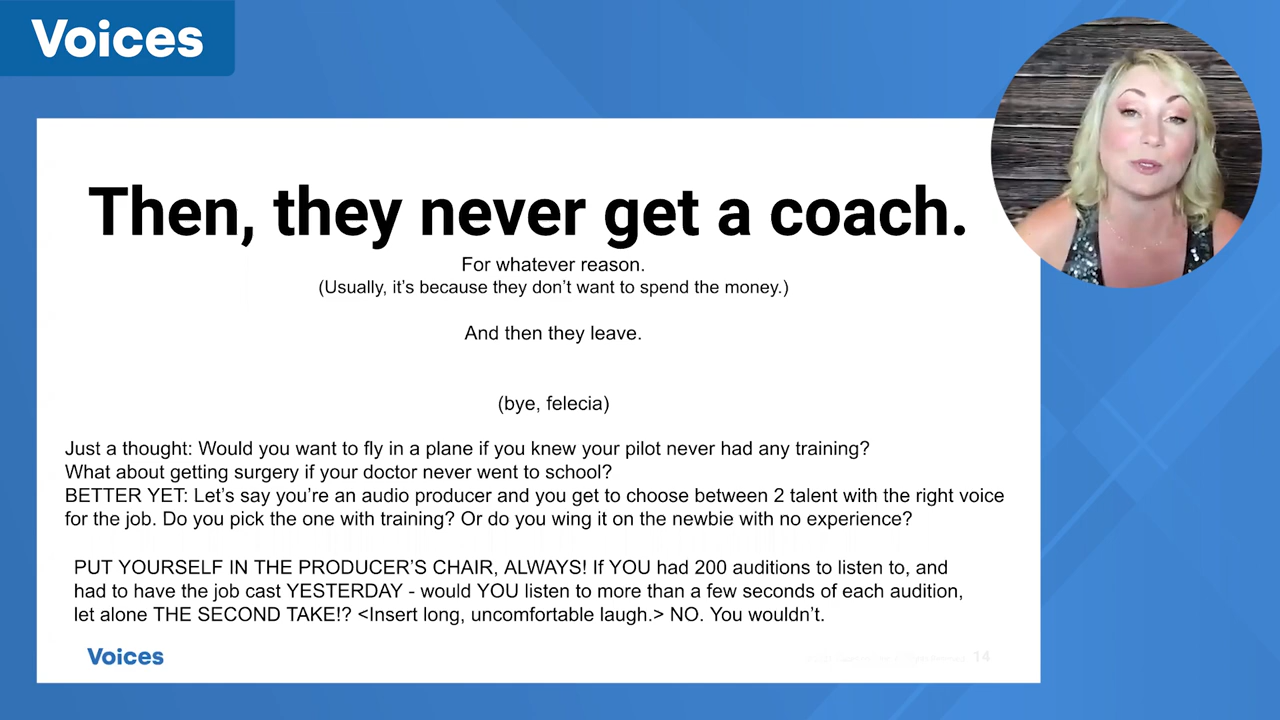 Voices
Then, they never get a coach.
For whatever reason.
(Usually, it's because they don't want to spend the money.)
And then they leave.
(bye, felecia)
Just a thought: Would you want to fly in a plane if you knew your pilot never had any training?
What about getting surgery if your doctor never went to school?
BETTER YET: Let's say you're an audio producer and you get to choose between 2 talent with the right voice
for the job. Do you pick the one with training? Or do you wing it on the newbie with no experience?
PUT YOURSELF IN THE PRODUCER'S CHAIR, ALWAYS! If YOU had 200 auditions to listen to, and
had to have the job cast YESTERDAY - would YOU listen to more than a few seconds of each audition,
let alone THE SECOND TAKE!? <Insert long, uncomfortable laugh.> NO. You wouldn't.
Voices
14